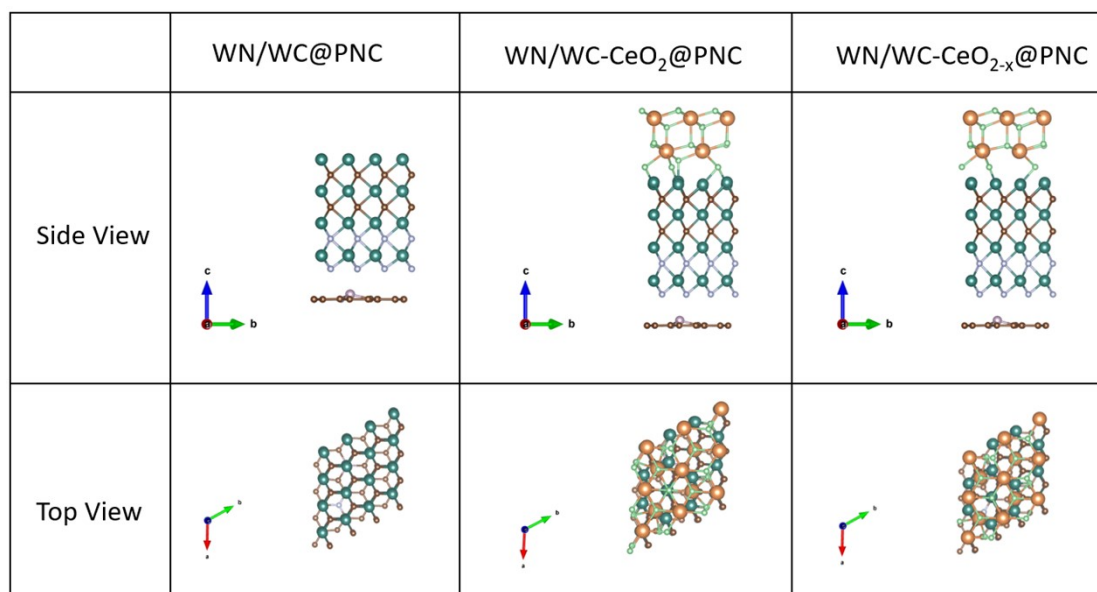 WN/WC@PNC WN/WC-CeO₂@PNC WN/WC-CeO₂₋ₓ@PNC
Side View
c c c
b b b
Top View
b b b
a a a